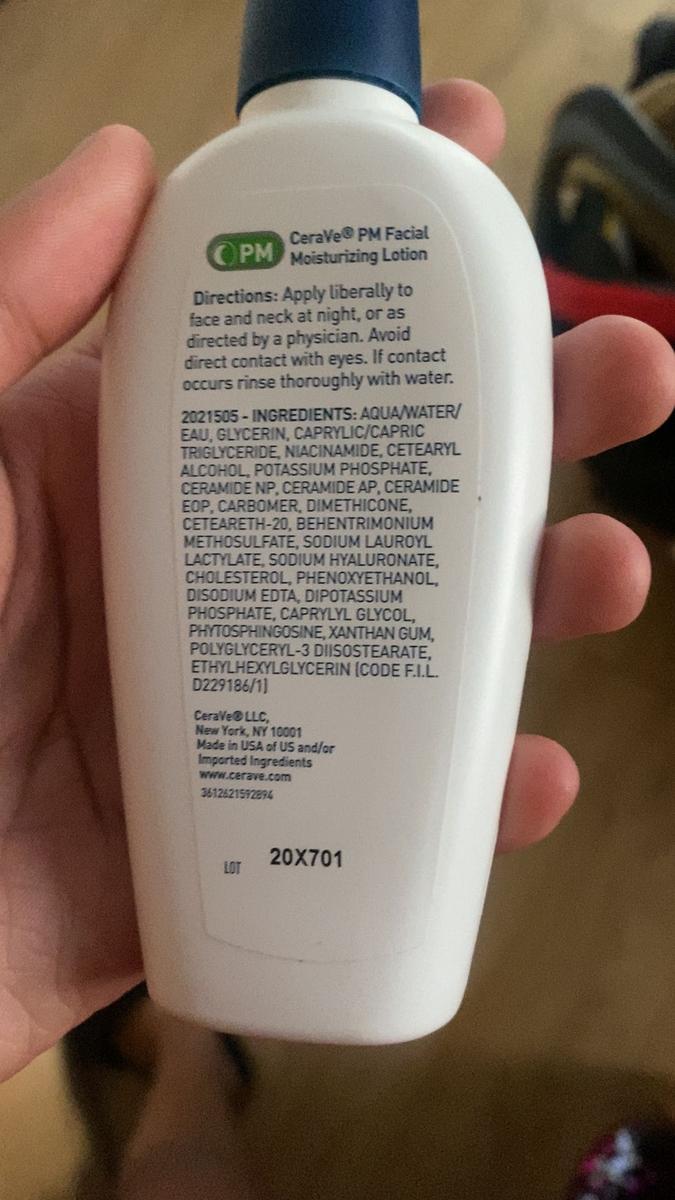 PM CeraVe® PM Facial
Moisturizing Lotion
Directions: Apply liberally to
face and neck at night, or as
directed by a physician. Avoid
direct contact with eyes. If contact
occurs rinse thoroughly with water.
2021505 - INGREDIENTS: AQUA/WATER/
EAU, GLYCERIN, CAPRYLIC/CAPRIC
TRIGLYCERIDE, NIACINAMIDE, CETEARYL
ALCOHOL, POTASSIUM PHOSPHATE,
CERAMIDE NP, CERAMIDE AP, CERAMIDE
EOP, CARBOMER, DIMETHICONE,
CETEARETH-20, BEHENTRIMONIUM
METHOSULFATE, SODIUM LAUROYL
LACTYLATE, SODIUM HYALURONATE,
CHOLESTEROL, PHENOXYETHANOL,
DISODIUM EDTA, DIPOTASSIUM
PHOSPHATE, CAPRYLYL GLYCOL,
PHYTOSPHINGOSINE, XANTHAN GUM,
POLYGLYCERYL-3 DIISOSTEARATE,
ETHYLHEXYLGLYCERIN (CODE F.I.L.
D229186/1)
CeraVe® LLC,
New York, NY 10001
Made in USA of US and/or
Imported Ingredients
www.cerave.com
3612621592894
LOT 20X701